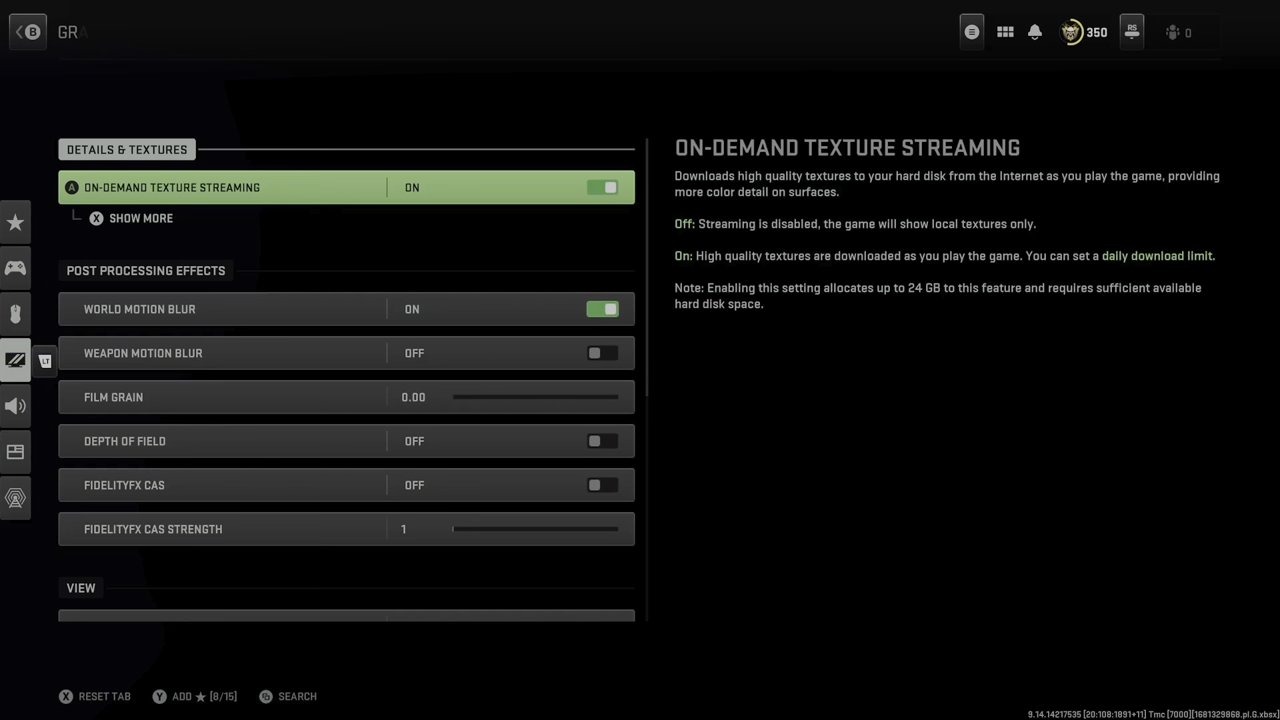 B
GRA
350
RS
0
DETAILS & TEXTURES
A ON-DEMAND TEXTURE STREAMING ON
X SHOW MORE
POST PROCESSING EFFECTS
WORLD MOTION BLUR ON
LT
WEAPON MOTION BLUR OFF
FILM GRAIN 0.00
DEPTH OF FIELD OFF
FIDELITYFX CAS OFF
FIDELITYFX CAS STRENGTH 1
VIEW
ON-DEMAND TEXTURE STREAMING
Downloads high quality textures to your hard disk from the Internet as you play the game, providing
more color detail on surfaces.
Off: Streaming is disabled, the game will show local textures only.
On: High quality textures are downloaded as you play the game. You can set a daily download limit.
Note: Enabling this setting allocates up to 24 GB to this feature and requires sufficient available
hard disk space.
X RESET TAB Y ADD ★ [8/15] SEARCH
9.14.14217535 [20:108:1891+11] Tmc [7000][1681329868.pl.G.xbsx]